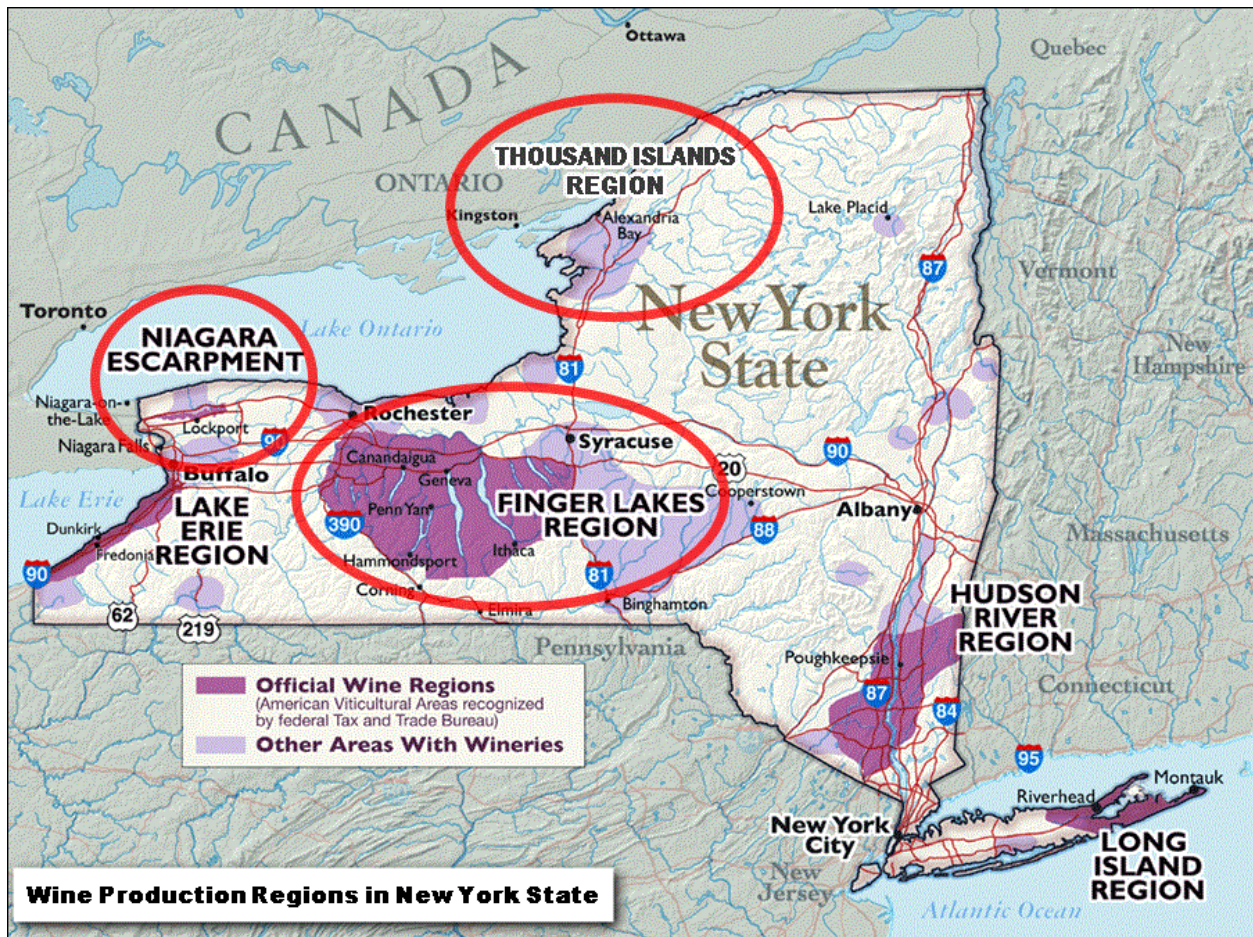 Ottawa
Quebec
CANADA
THOUSAND ISLANDS
REGION
ONTARIO
Kingston
Alexandria
Bay
Lake Placid
87
Vermont
Toronto
Lake Ontario
New York
State
New
Hampshire
NIAGARA
ESCARPMENT
81
Niagara-on-
the-Lake
Lockport
Rochester
Niagara Falls
90
Syracuse
90
20
Buffalo
Canandaigua
Geneva
Cooperstown
Lake Erie
LAKE
ERIE
REGION
Penn Yan
FINGER LAKES
REGION
Albany
Dunkirk
390
88
Massachusetts
Fredonia
Hammondsport
Ithaca
90
Corning
81
Binghamton
Elmira
HUDSON
RIVER
REGION
62
219
Pennsylvania
Poughkeepsie
87
84
Connecticut
Official Wine Regions
(American Viticultural Areas recognized
by federal Tax and Trade Bureau)
Other Areas With Wineries
95
Montauk
Riverhead
New York
City
LONG
ISLAND
REGION
New
Jersey
Atlantic Ocean
Wine Production Regions in New York State